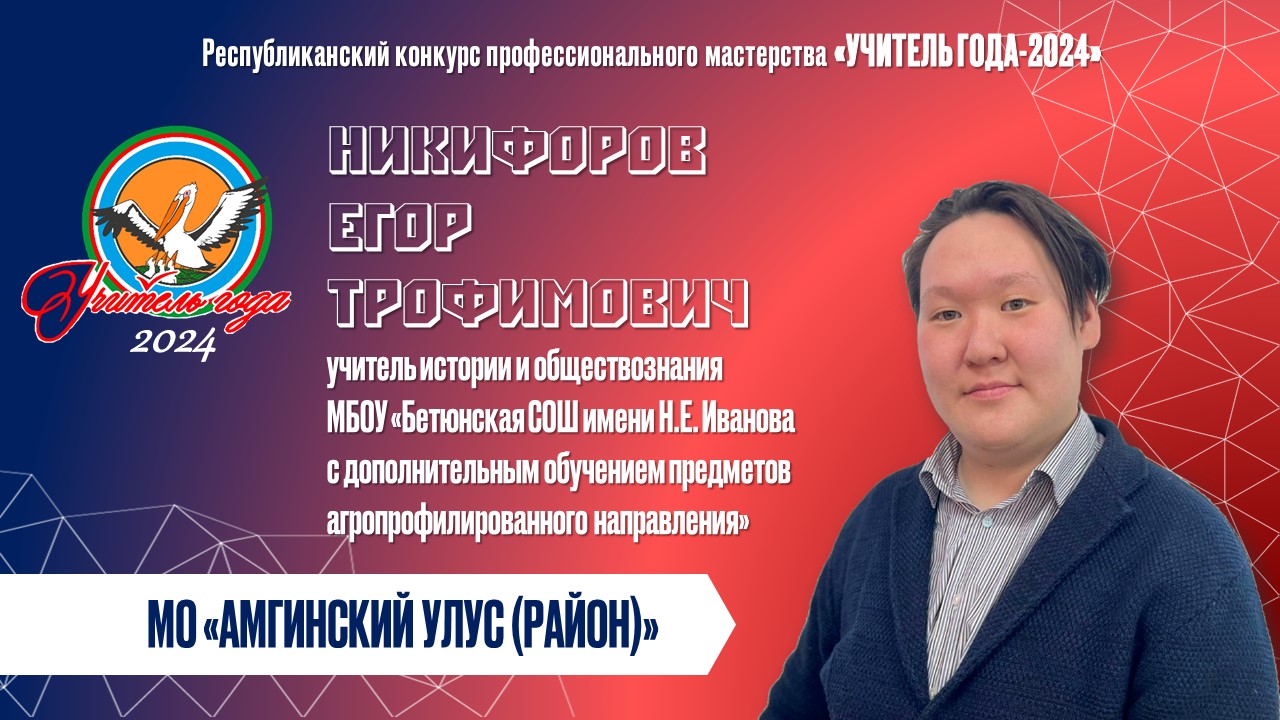 Республиканский конкурс профессионального мастерства «УЧИТЕЛЬ ГОДА-2024»
НИКИФОРОВ
ЕГОР
ТРОФИМОВИЧ
Учитель года
2024
учитель истории и обществознания
МБОУ «Бетюнская СОШ имени Н.Е. Иванова
с дополнительным обучением предметов
агропрофилированного направления»
МО «АМГИНСКИЙ УЛУС (РАЙОН)»